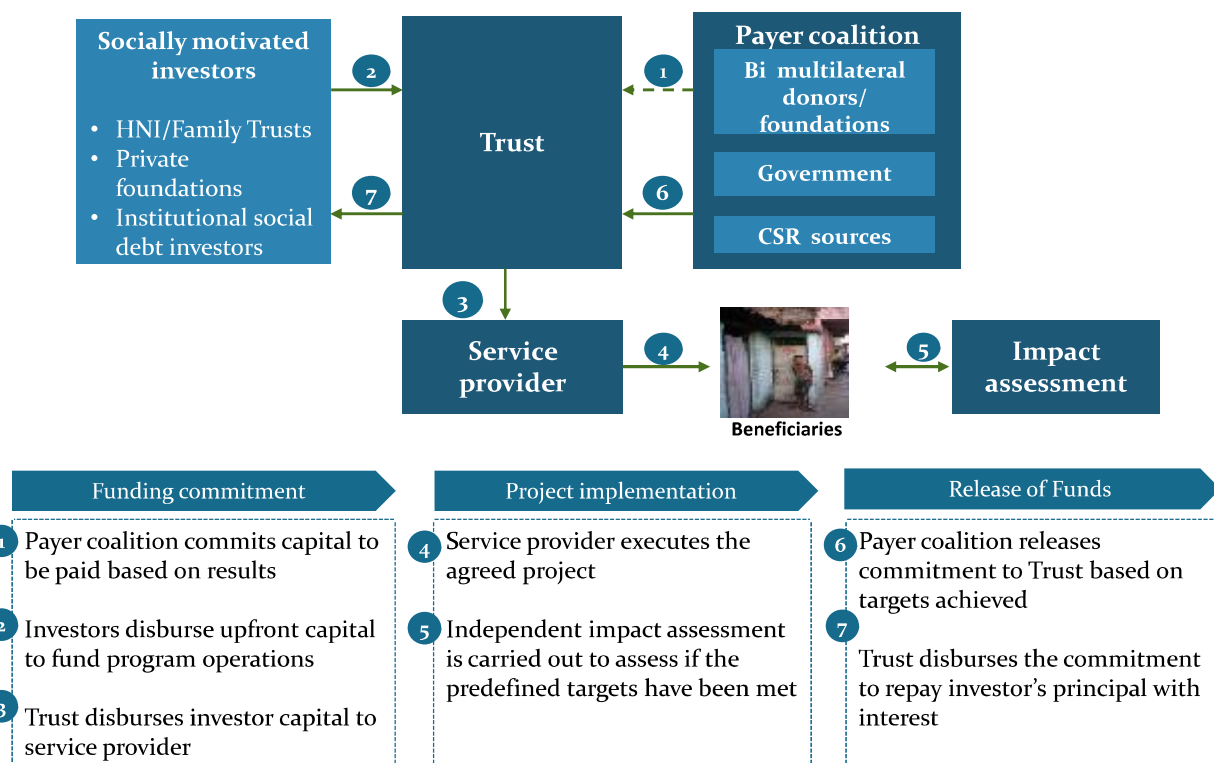 Socially motivated
investors
• HNI/Family Trusts
• Private
foundations
• Institutional social
debt investors
2
7
Trust
1
6
Payer coalition
Bi multilateral
donors/
foundations
Government
CSR sources
3
Service
provider
4
Beneficiaries
5
Impact
assessment
Funding commitment
1 Payer coalition commits capital to
be paid based on results
2 Investors disburse upfront capital
to fund program operations
3 Trust disburses investor capital to
service provider
Project implementation
4 Service provider executes the
agreed project
5 Independent impact assessment
is carried out to assess if the
predefined targets have been met
Release of Funds
6 Payer coalition releases
commitment to Trust based on
targets achieved
7
Trust disburses the commitment
to repay investor's principal with
interest